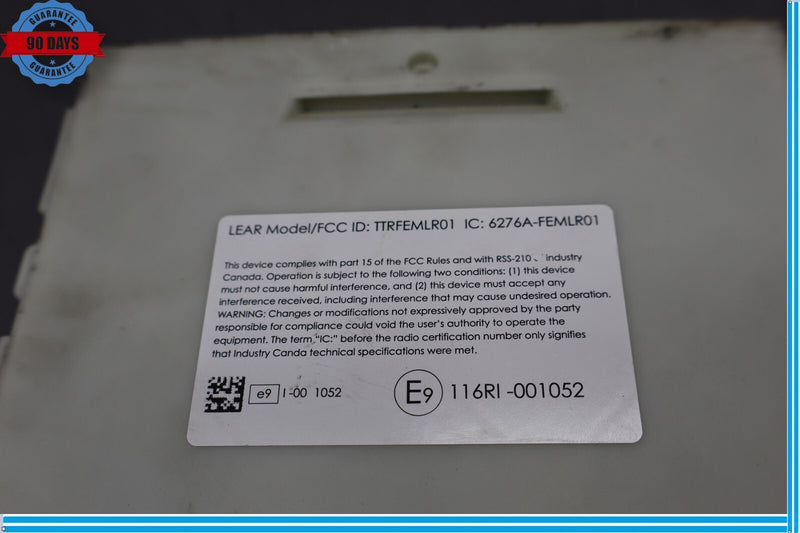 GUARANTEE
90 DAYS
GUARANTEE
LEAR Model/FCC ID: TTRFEMLR01 IC: 6276A-FEMLR01
This device complies with part 15 of the FCC Rules and with RSS-210 industry
Canada. Operation is subject to the following two conditions: (1) this device
must not cause harmful interference, and (2) this device must accept any
interference received, including interference that may cause undesired operation.
WARNING: Changes or modifications not expressively approved by the party
responsible for compliance could void the user's authority to operate the
equipment. The term "IC:" before the radio certification number only signifies
that Industry Canda technical specifications were met.
e9 I-00 1052
E9 116RI -001052